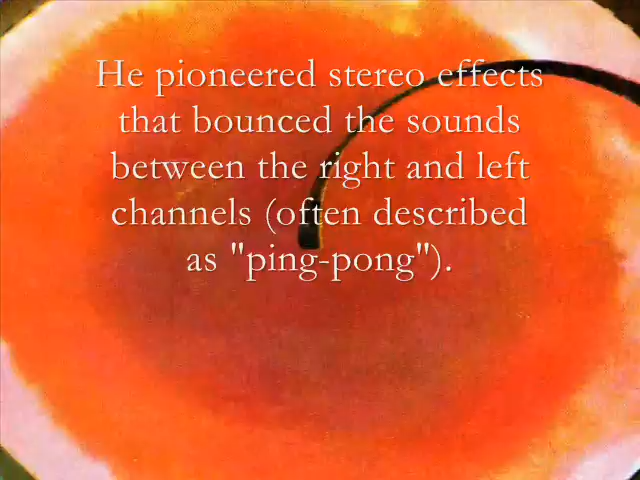 He pioneered stereo effects
that bounced the sounds
between the right and left
channels (often described
as "ping-pong").